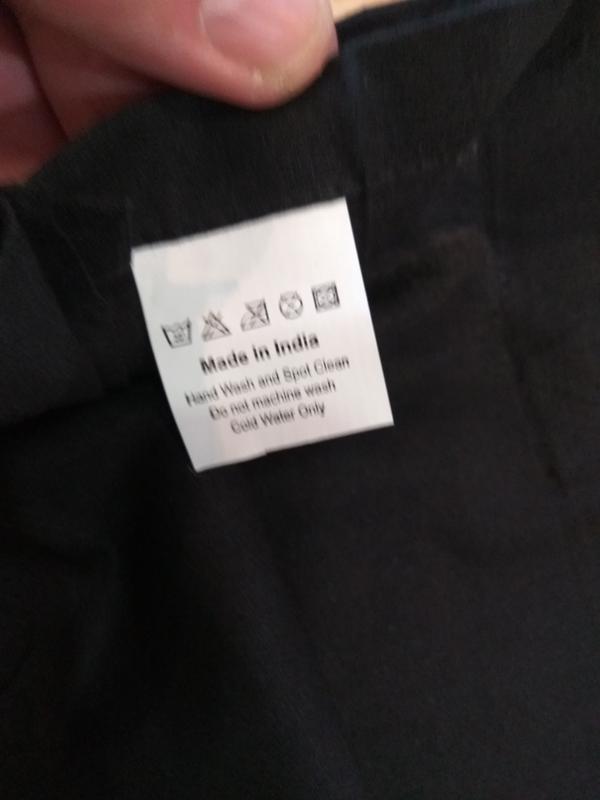 Made in India
Hand Wash and Spot Clean
Do not machine wash
Cold Water Only